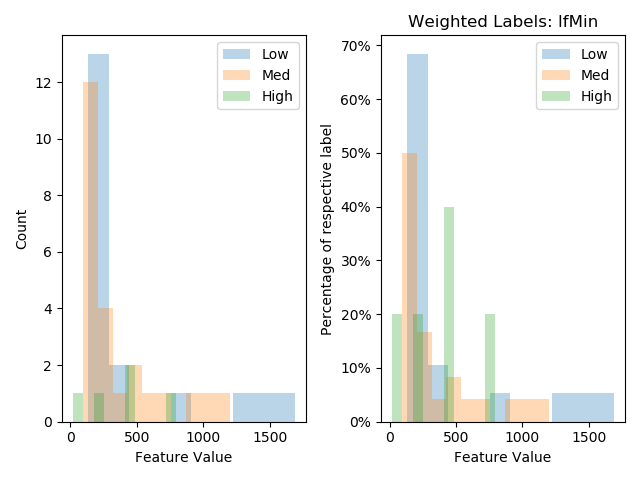 Weighted Labels: lfMin
Low
Med
High
Low
Med
High
Count
12
10
8
6
4
2
0
0
500
1000
1500
Feature Value
Percentage of respective label
70%
60%
50%
40%
30%
20%
10%
0%
0
500
1000
1500
Feature Value